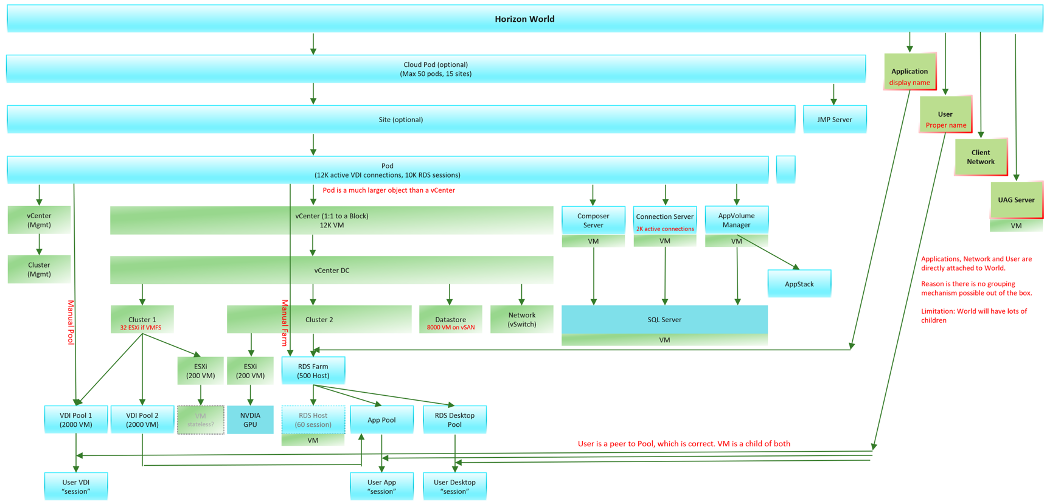 Horizon World
Cloud Pod (optional)
(Max 50 pods, 15 sites)
Application
display name
Site (optional)
JMP Server
User
Proper name
Client
Network
Pod
(12K active VDI connections, 10K RDS sessions)
Pod is a much larger object than a vCenter
UAG Server
VM
vCenter
(Mgmt)
vCenter (1:1 to a Block)
12K VM
Composer
Server
VM
Connection Server
2K active connections
VM
AppVolume
Manager
VM
Cluster
(Mgmt)
vCenter DC
AppStack
Applications, Network and User are
directly attached to World.
Reason is there is no grouping
mechanism possible out of the box.
Limitation: World will have lots of
children
Manual Pool
Manual Farm
Cluster 1
32 ESXi if VMFS
Cluster 2
Datastore
8000 VM on vSAN
Network
(vSwitch)
SQL Server
VM
ESXi
(200 VM)
ESXi
(200 VM)
RDS Farm
(500 Host)
VDI Pool 1
(2000 VM)
VDI Pool 2
(2000 VM)
VM
stateless?
NVDIA
GPU
RDS Host
(60 session)
VM
App Pool
RDS Desktop
Pool
User is a peer to Pool, which is correct. VM is a child of both
User VDI
"session"
User App
"session"
User Desktop
"session"